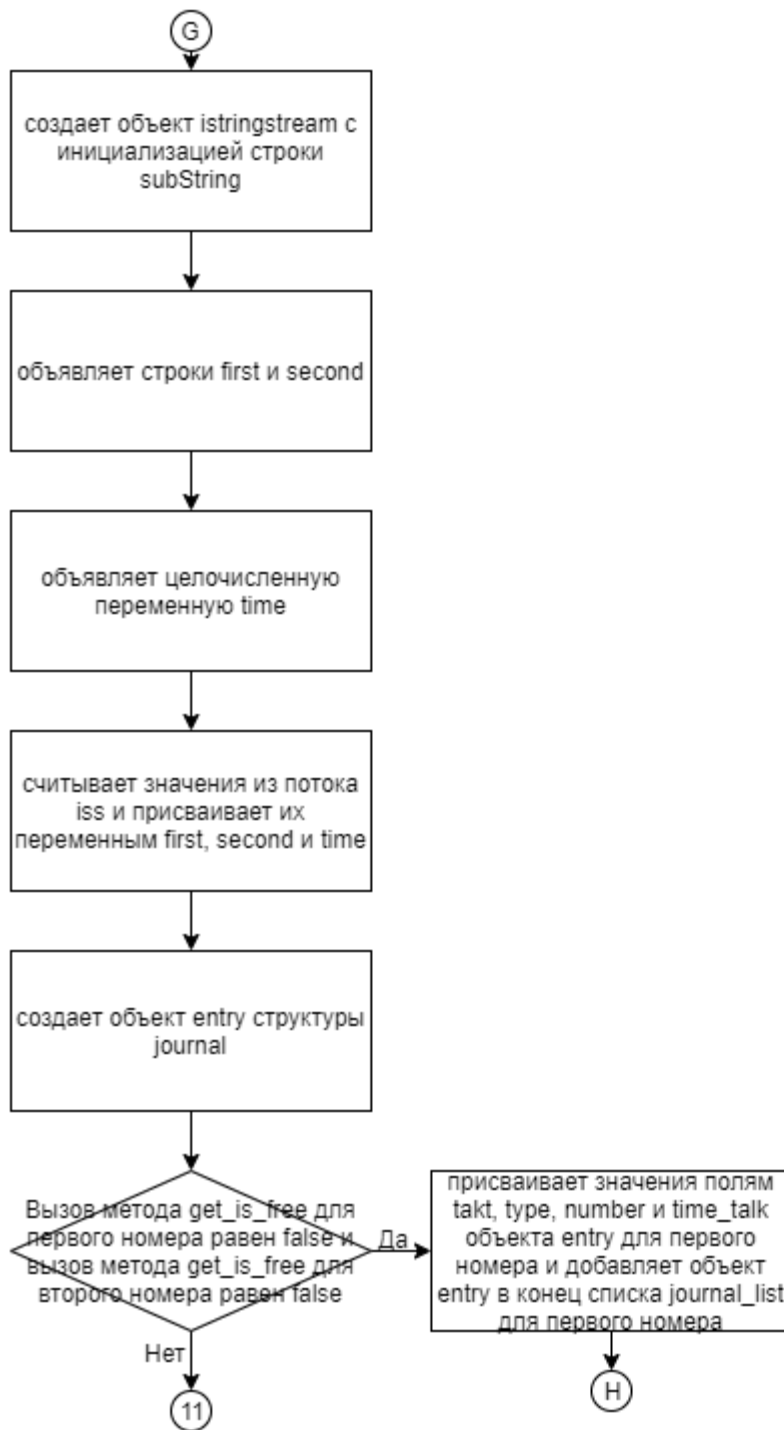 G
создает объект istringstream с
инициализацией строки
subString
объявляет строки first и second
объявляет целочисленную
переменную time
считывает значения из потока
iss и присваивает их
переменным first, second и time
создает объект entry структуры
journal
Вызов метода get_is_free для
первого номера равен false и
вызов метода get_is_free для
второго номера равен false
Да
присваивает значения полям
takt, type, number и time_talk
объекта entry для первого
номера и добавляет объект
entry в конец списка journal_list
для первого номера
Нет
11
H